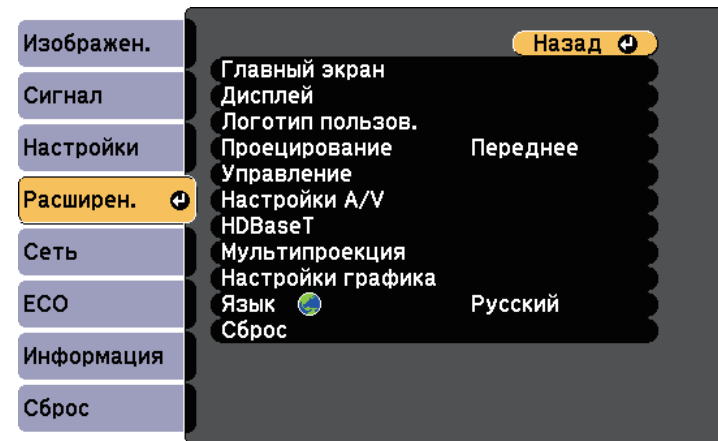 Изображен.
Сигнал
Настройки
Расширен.
Сеть
ECO
Информация
Сброс
Назад
Главный экран
Дисплей
Логотип пользов.
Проецирование Переднее
Управление
Настройки A/V
HDBaseT
Мультипроекция
Настройки графика
Язык Русский
Сброс